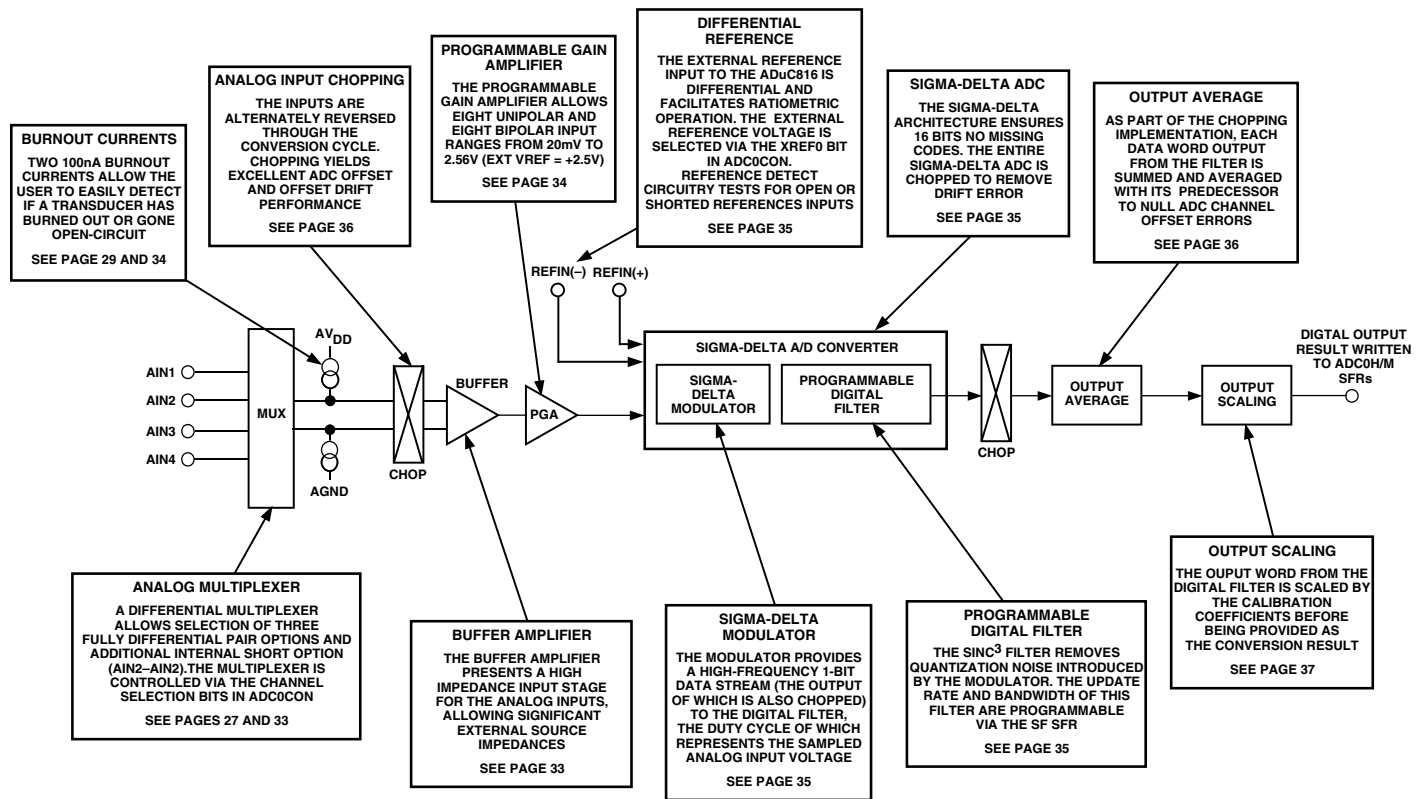 BURNOUT CURRENTS
TWO 100nA BURNOUT
CURRENTS ALLOW THE
USER TO EASILY DETECT
IF A TRANSDUCER HAS
BURNED OUT OR GONE
OPEN-CIRCUIT
SEE PAGE 29 AND 34
ANALOG INPUT CHOPPING
THE INPUTS ARE
ALTERNATELY REVERSED
THROUGH THE
CONVERSION CYCLE.
CHOPPING YIELDS
EXCELLENT ADC OFFSET
AND OFFSET DRIFT
PERFORMANCE
SEE PAGE 36
PROGRAMMABLE GAIN
AMPLIFIER
THE PROGRAMMABLE
GAIN AMPLIFIER ALLOWS
EIGHT UNIPOLAR AND
EIGHT BIPOLAR INPUT
RANGES FROM 20mV TO
2.56V (EXT VREF = +2.5V)
SEE PAGE 34
DIFFERENTIAL
REFERENCE
THE EXTERNAL REFERENCE
INPUT TO THE ADuC816 IS
DIFFERENTIAL AND
FACILITATES RATIOMETRIC
OPERATION. THE EXTERNAL
REFERENCE VOLTAGE IS
SELECTED VIA THE XREF0 BIT
IN ADC0CON.
REFERENCE DETECT
CIRCUITRY TESTS FOR OPEN OR
SHORTED REFERENCES INPUTS
SEE PAGE 35
SIGMA-DELTA ADC
THE SIGMA-DELTA
ARCHITECTURE ENSURES
16 BITS NO MISSING
CODES. THE ENTIRE
SIGMA-DELTA ADC IS
CHOPPED TO REMOVE
DRIFT ERROR
SEE PAGE 35
OUTPUT AVERAGE
AS PART OF THE CHOPPING
IMPLEMENTATION, EACH
DATA WORD OUTPUT
FROM THE FILTER IS
SUMMED AND AVERAGED
WITH ITS PREDECESSOR
TO NULL ADC CHANNEL
OFFSET ERRORS
SEE PAGE 36
REFIN(–) REFIN(+)
AIN1
AIN2
AIN3
AIN4
MUX
AVDD
AGND
CHOP
BUFFER
PGA
SIGMA-DELTA A/D CONVERTER
SIGMA-
DELTA
MODULATOR
PROGRAMMABLE
DIGITAL
FILTER
CHOP
OUTPUT
AVERAGE
OUTPUT
SCALING
DIGTAL OUTPUT
RESULT WRITTEN
TO ADC0H/M
SFRs
ANALOG MULTIPLEXER
A DIFFERENTIAL MULTIPLEXER
ALLOWS SELECTION OF THREE
FULLY DIFFERENTIAL PAIR OPTIONS AND
ADDITIONAL INTERNAL SHORT OPTION
(AIN2–AIN2).THE MULTIPLEXER IS
CONTROLLED VIA THE CHANNEL
SELECTION BITS IN ADC0CON
SEE PAGES 27 AND 33
BUFFER AMPLIFIER
THE BUFFER AMPLIFIER
PRESENTS A HIGH
IMPEDANCE INPUT STAGE
FOR THE ANALOG INPUTS,
ALLOWING SIGNIFICANT
EXTERNAL SOURCE
IMPEDANCES
SEE PAGE 33
SIGMA-DELTA
MODULATOR
THE MODULATOR PROVIDES
A HIGH-FREQUENCY 1-BIT
DATA STREAM (THE OUTPUT
OF WHICH IS ALSO CHOPPED)
TO THE DIGITAL FILTER,
THE DUTY CYCLE OF WHICH
REPRESENTS THE SAMPLED
ANALOG INPUT VOLTAGE
SEE PAGE 35
PROGRAMMABLE
DIGITAL FILTER
THE SINC³ FILTER REMOVES
QUANTIZATION NOISE INTRODUCED
BY THE MODULATOR. THE UPDATE
RATE AND BANDWIDTH OF THIS
FILTER ARE PROGRAMMABLE
VIA THE SF SFR
SEE PAGE 35
OUTPUT SCALING
THE OUPUT WORD FROM THE
DIGITAL FILTER IS SCALED BY
THE CALIBRATION
COEFFICIENTS BEFORE
BEING PROVIDED AS
THE CONVERSION RESULT
SEE PAGE 37